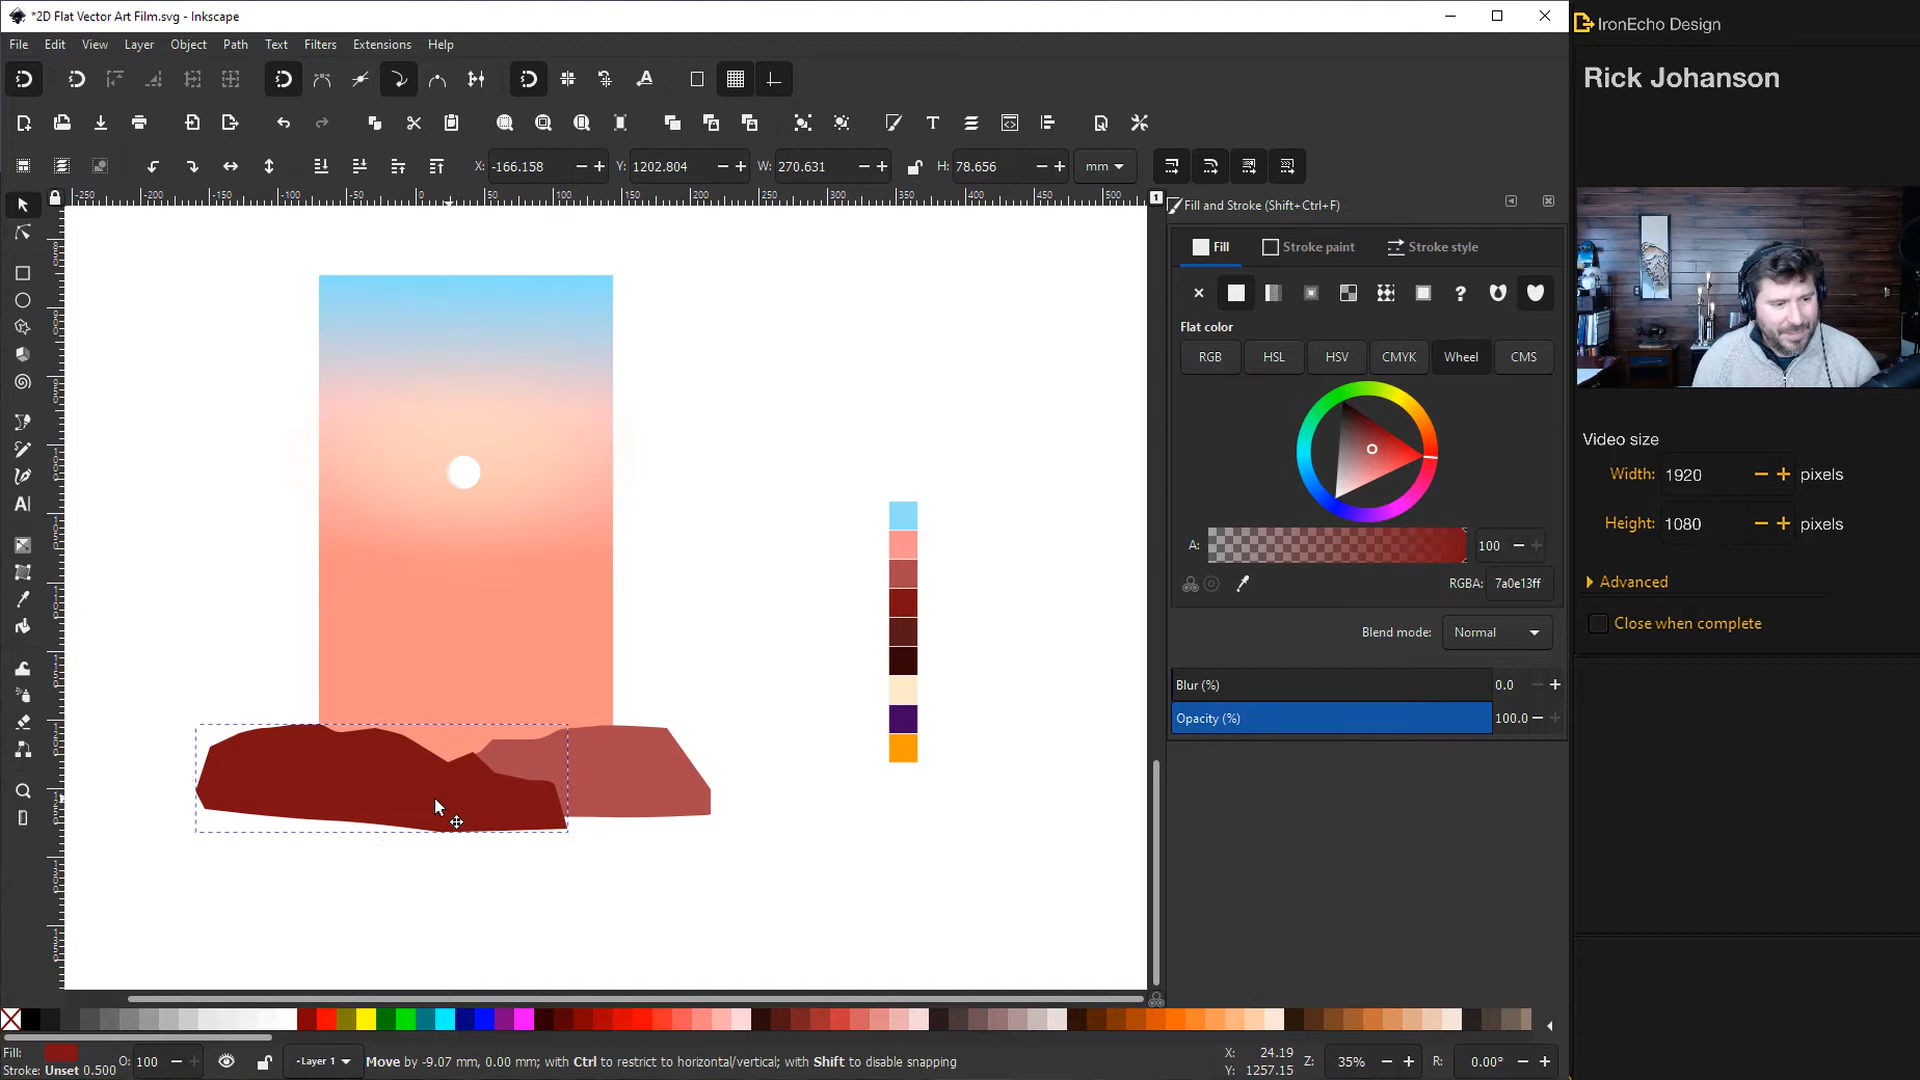 *2D Flat Vector Art Film.svg - Inkscape
IronEcho Design
File Edit View Layer Object Path Text Filters Extensions Help
Rick Johanson
X: -166.158 Y: 1202.804 W: 270.631 H: 78.656 mm
Fill and Stroke (Shift+Ctrl+F)
Fill Stroke paint Stroke style
Flat color
RGB HSL HSV CMYK Wheel CMS
A: 100
RGBA: 7a0e13ff
Blend mode: Normal
Blur (%) 0.0
Opacity (%) 100.0
Video size
Width: 1920 pixels
Height: 1080 pixels
Advanced
Close when complete
Fill:
Stroke: Unset 0.500
O: 100
-Layer 1
Move by -9.07 mm, 0.00 mm; with Ctrl to restrict to horizontal/vertical; with Shift to disable snapping
X: 24.19
Y: 1257.15
Z: 35%
R: 0.00°